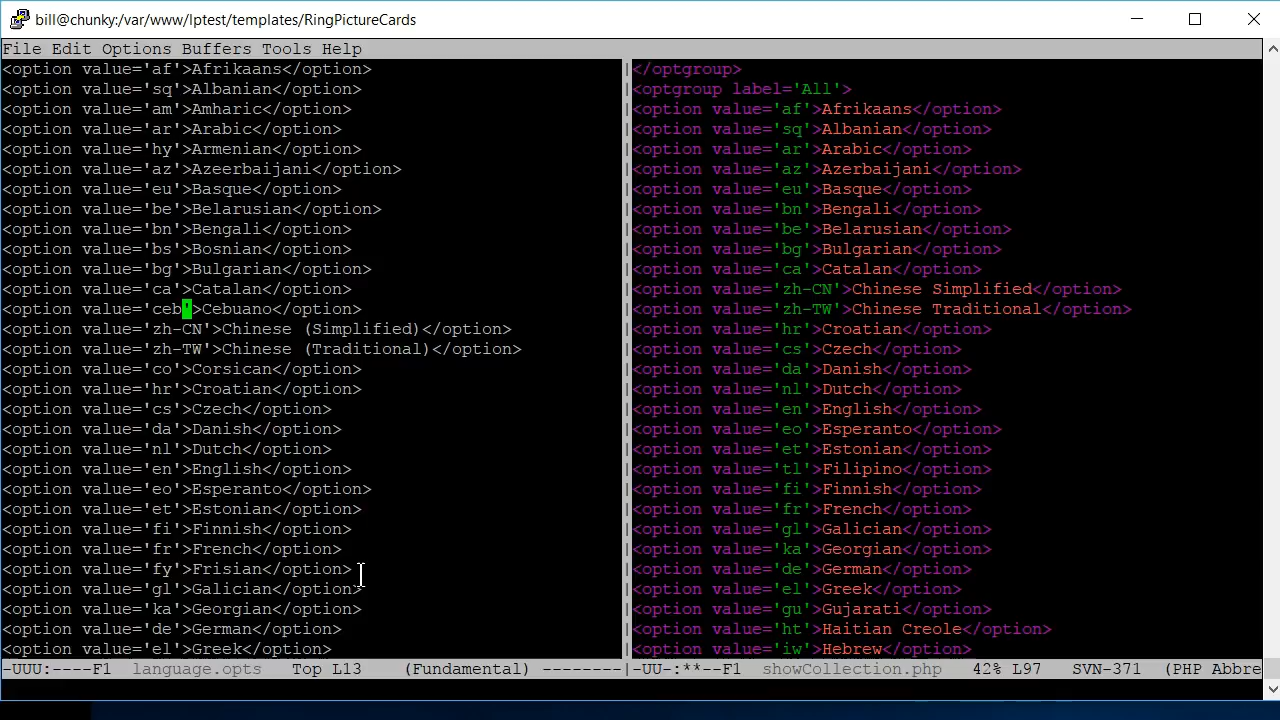 bill@chunky:/var/www/lptest/templates/RingPictureCards
File Edit Options Buffers Tools Help
<option value='af'>Afrikaans</option>
<option value='sq'>Albanian</option>
<option value='am'>Amharic</option>
<option value='ar'>Arabic</option>
<option value='hy'>Armenian</option>
<option value='az'>Azeerbaijani</option>
<option value='eu'>Basque</option>
<option value='be'>Belarusian</option>
<option value='bn'>Bengali</option>
<option value='bs'>Bosnian</option>
<option value='bg'>Bulgarian</option>
<option value='ca'>Catalan</option>
<option value='ceb'>Cebuano</option>
<option value='zh-CN'>Chinese (Simplified)</option>
<option value='zh-TW'>Chinese (Traditional)</option>
<option value='co'>Corsican</option>
<option value='hr'>Croatian</option>
<option value='cs'>Czech</option>
<option value='da'>Danish</option>
<option value='nl'>Dutch</option>
<option value='en'>English</option>
<option value='eo'>Esperanto</option>
<option value='et'>Estonian</option>
<option value='fi'>Finnish</option>
<option value='fr'>French</option>
<option value='fy'>Frisian</option>
<option value='gl'>Galician</option>
<option value='ka'>Georgian</option>
<option value='de'>German</option>
<option value='el'>Greek</option>
-UUU:----F1 language.opts Top L13 (Fundamental) --------
</optgroup>
<optgroup label='All'>
<option value='af'>Afrikaans</option>
<option value='sq'>Albanian</option>
<option value='ar'>Arabic</option>
<option value='az'>Azerbaijani</option>
<option value='eu'>Basque</option>
<option value='bn'>Bengali</option>
<option value='be'>Belarusian</option>
<option value='bg'>Bulgarian</option>
<option value='ca'>Catalan</option>
<option value='zh-CN'>Chinese Simplified</option>
<option value='zh-TW'>Chinese Traditional</option>
<option value='hr'>Croatian</option>
<option value='cs'>Czech</option>
<option value='da'>Danish</option>
<option value='nl'>Dutch</option>
<option value='en'>English</option>
<option value='eo'>Esperanto</option>
<option value='et'>Estonian</option>
<option value='tl'>Filipino</option>
<option value='fi'>Finnish</option>
<option value='fr'>French</option>
<option value='gl'>Galician</option>
<option value='ka'>Georgian</option>
<option value='de'>German</option>
<option value='el'>Greek</option>
<option value='gu'>Gujarati</option>
<option value='ht'>Haitian Creole</option>
<option value='iw'>Hebrew</option>
-UU-:**--F1 showCollection.php 42% L97 SVN-371 (PHP Abbre